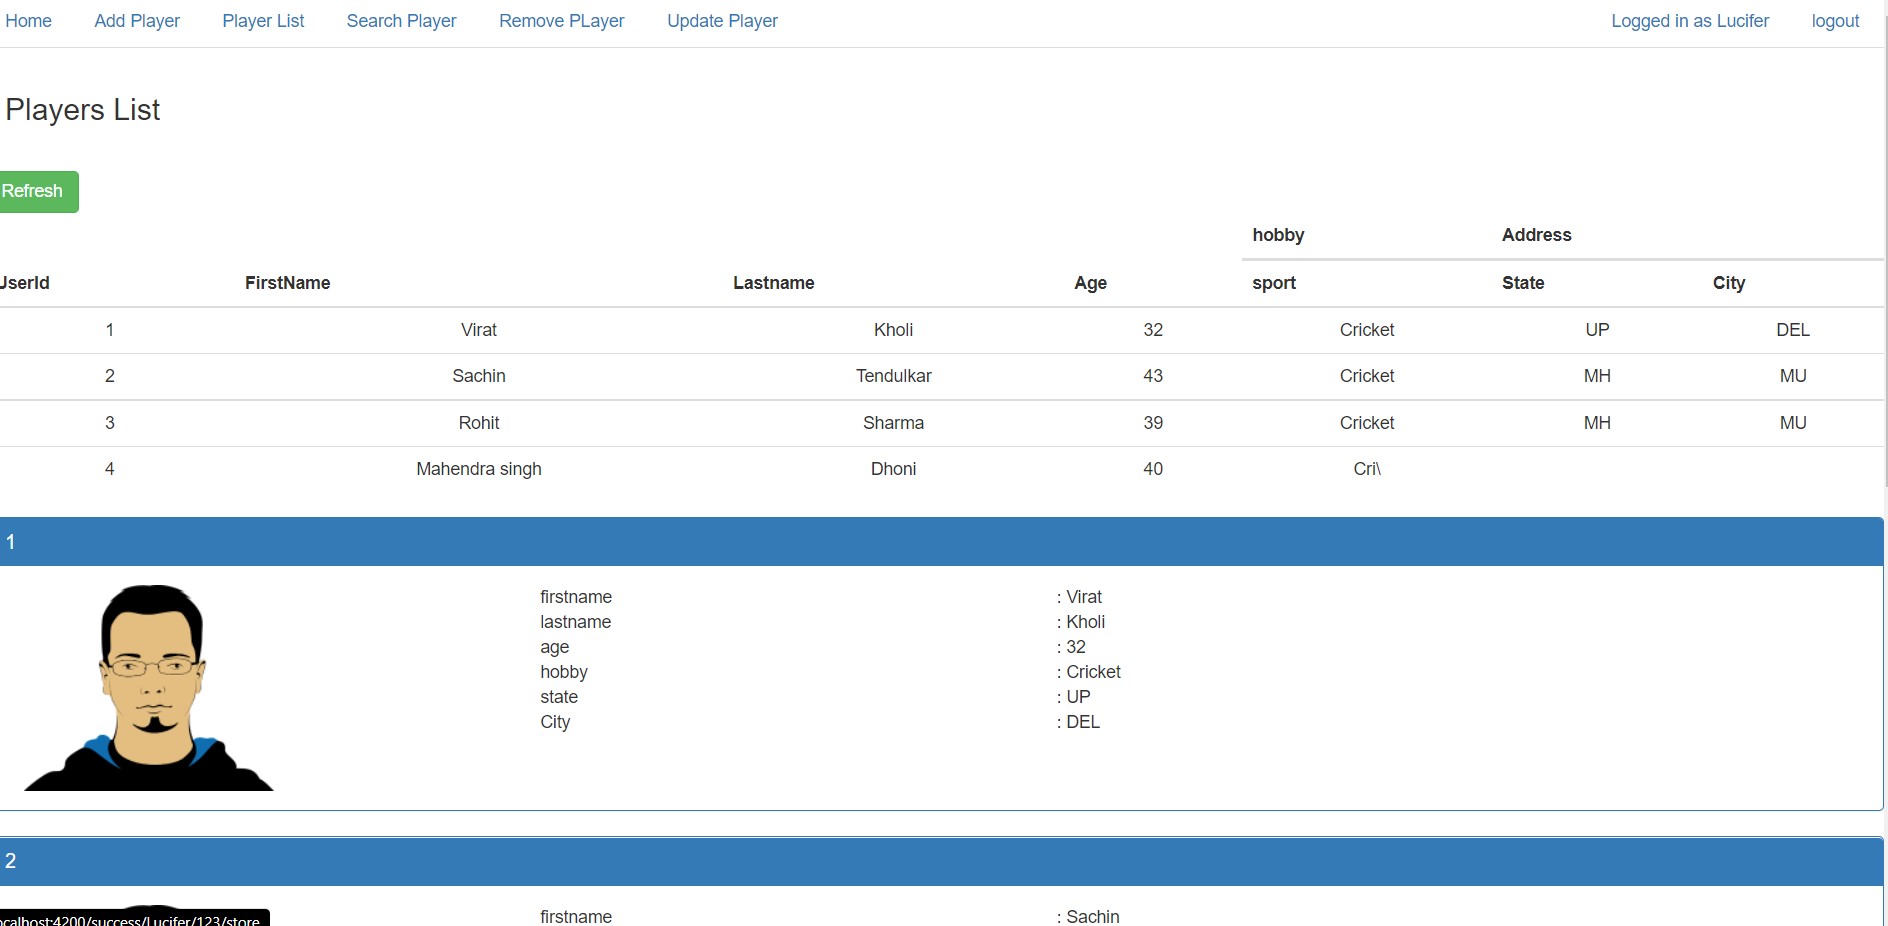 Home Add Player Player List Search Player Remove PLayer Update Player Logged in as Lucifer logout
Players List
Refresh
hobby Address
UserId FirstName Lastname Age sport State City
1 Virat Kholi 32 Cricket UP DEL
2 Sachin Tendulkar 43 Cricket MH MU
3 Rohit Sharma 39 Cricket MH MU
4 Mahendra singh Dhoni 40 Cri\
1
firstname : Virat
lastname : Kholi
age : 32
hobby : Cricket
state : UP
City : DEL
2
firstname : Sachin
ocalhost:4200/success/Lucifer/123/store